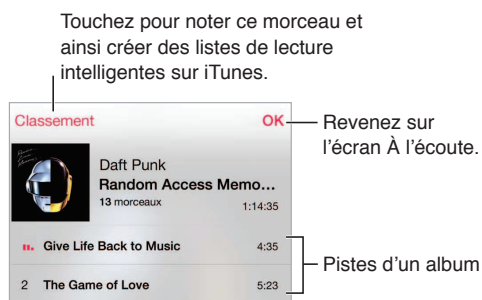 Touchez pour noter ce morceau et
ainsi créer des listes de lecture
intelligentes sur iTunes.
Classement
OK
Revenez sur
l'écran À l'écoute.
Daft Punk
Random Access Memo...
13 morceaux
1:14:35
Give Life Back to Music 4:35
Pistes d'un album
2 The Game of Love 5:23